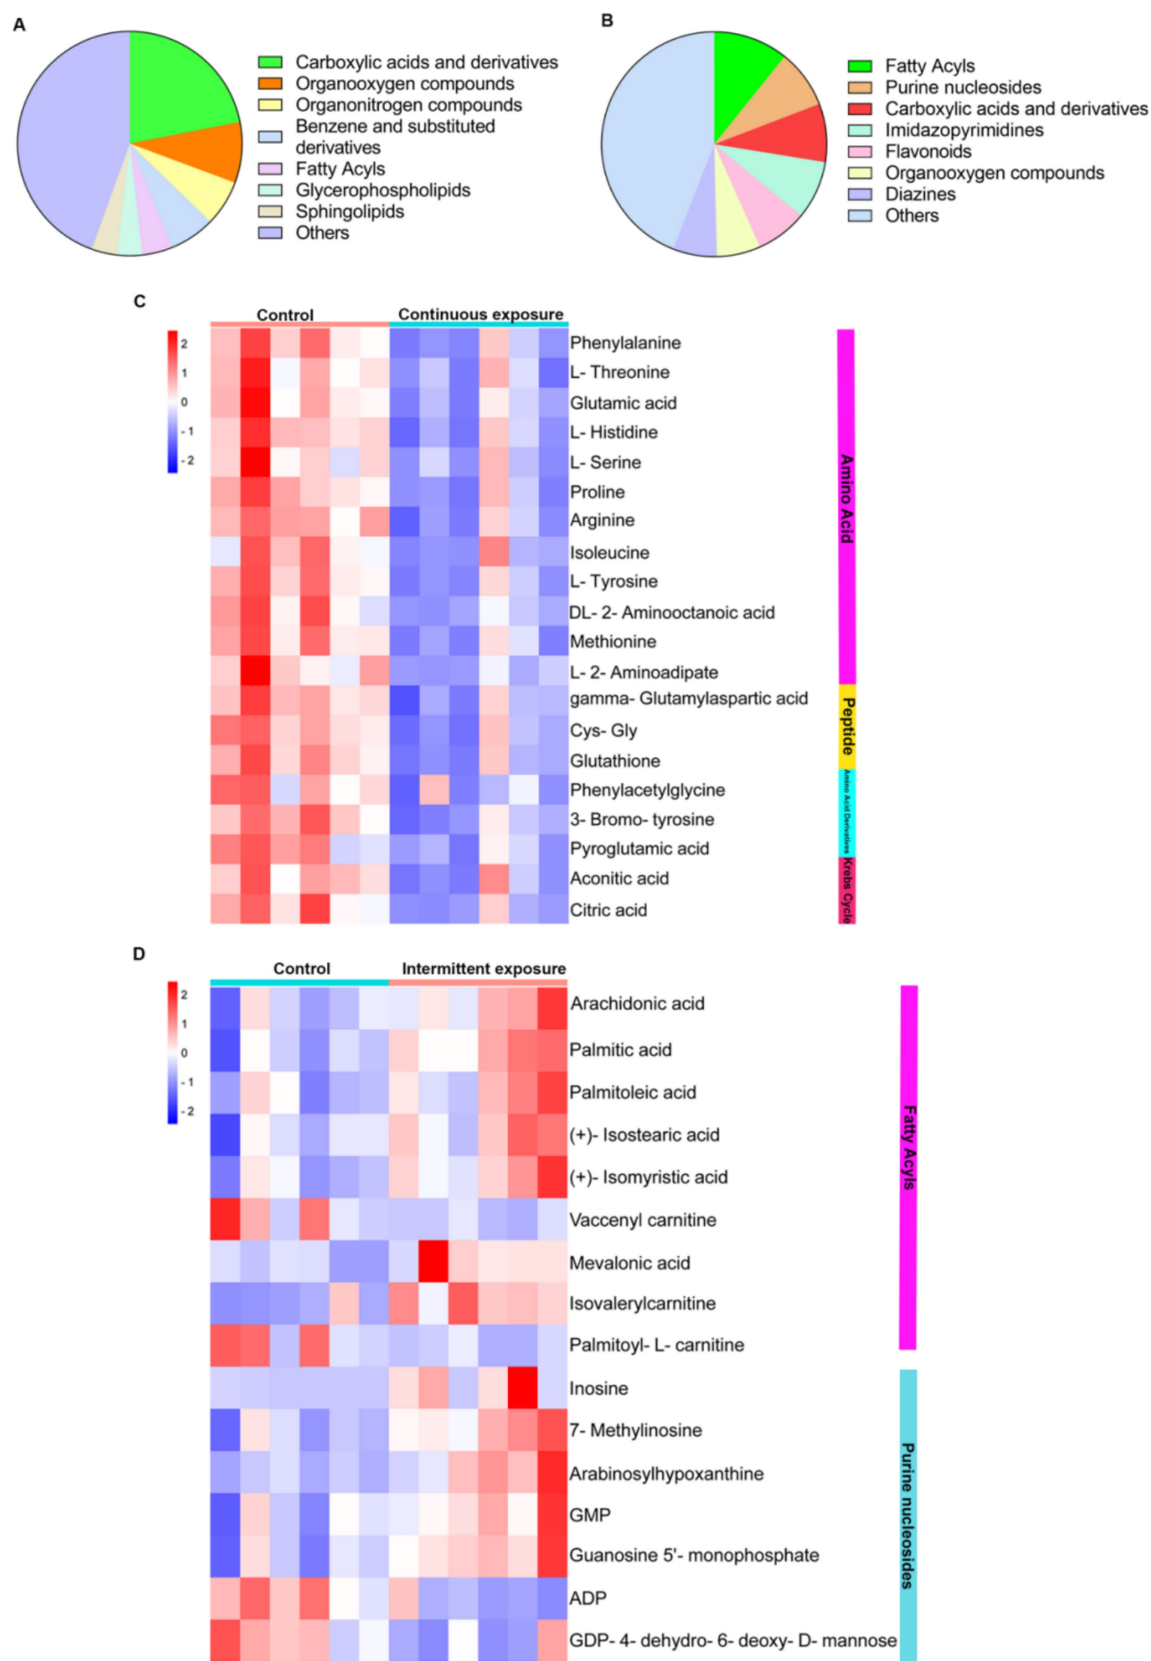 A
Carboxylic acids and derivatives
Organooxygen compounds
Organonitrogen compounds
Benzene and substituted
derivatives
Fatty Acyls
Glycerophospholipids
Sphingolipids
Others
B
Fatty Acyls
Purine nucleosides
Carboxylic acids and derivatives
Imidazopyrimidines
Flavonoids
Organooxygen compounds
Diazines
Others
C
Control
Continuous exposure
2
1
0
- 1
- 2
Phenylalanine
L- Threonine
Glutamic acid
L- Histidine
L- Serine
Proline
Arginine
Isoleucine
L- Tyrosine
DL- 2- Aminooctanoic acid
Methionine
L- 2- Aminoadipate
gamma- Glutamylaspartic acid
Cys- Gly
Glutathione
Phenylacetylglycine
3- Bromo- tyrosine
Pyroglutamic acid
Aconitic acid
Citric acid
Amino Acid
Peptide
Amino Acid Derivatives
Krebs Cycle
D
Control
Intermittent exposure
2
1
0
- 1
- 2
Arachidonic acid
Palmitic acid
Palmitoleic acid
(+)- Isostearic acid
(+)- Isomyristic acid
Vaccenyl carnitine
Mevalonic acid
Isovalerylcarnitine
Palmitoyl- L- carnitine
Inosine
7- Methylinosine
Arabinosylhypoxanthine
GMP
Guanosine 5'- monophosphate
ADP
GDP- 4- dehydro- 6- deoxy- D- mannose
Fatty Acyls
Purine nucleosides